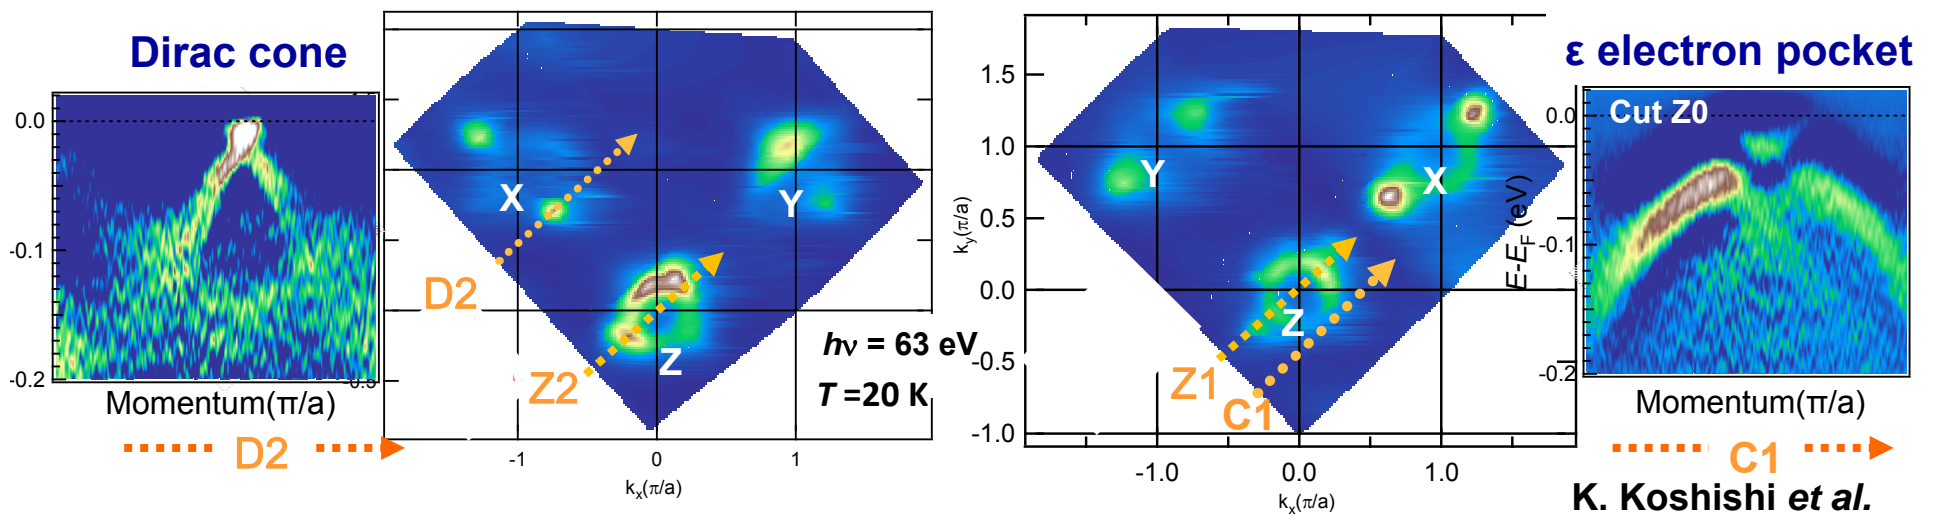 Dirac cone
0.0
-0.1
-0.2
Momentum(π/a)
D2
X
Y
D2
Z
Z2
hν = 63 eV
T =20 K
-1
0
1
kx(π/a)
1.5
1.0
0.5
0.0
-0.5
-1.0
ky(π/a)
Y
X
Z
Z1
C1
-1.0
0.0
1.0
kx(π/a)
ε electron pocket
Cut Z0
0.0
-0.1
-0.2
E-EF (eV)
Momentum(π/a)
C1
K. Koshishi et al.